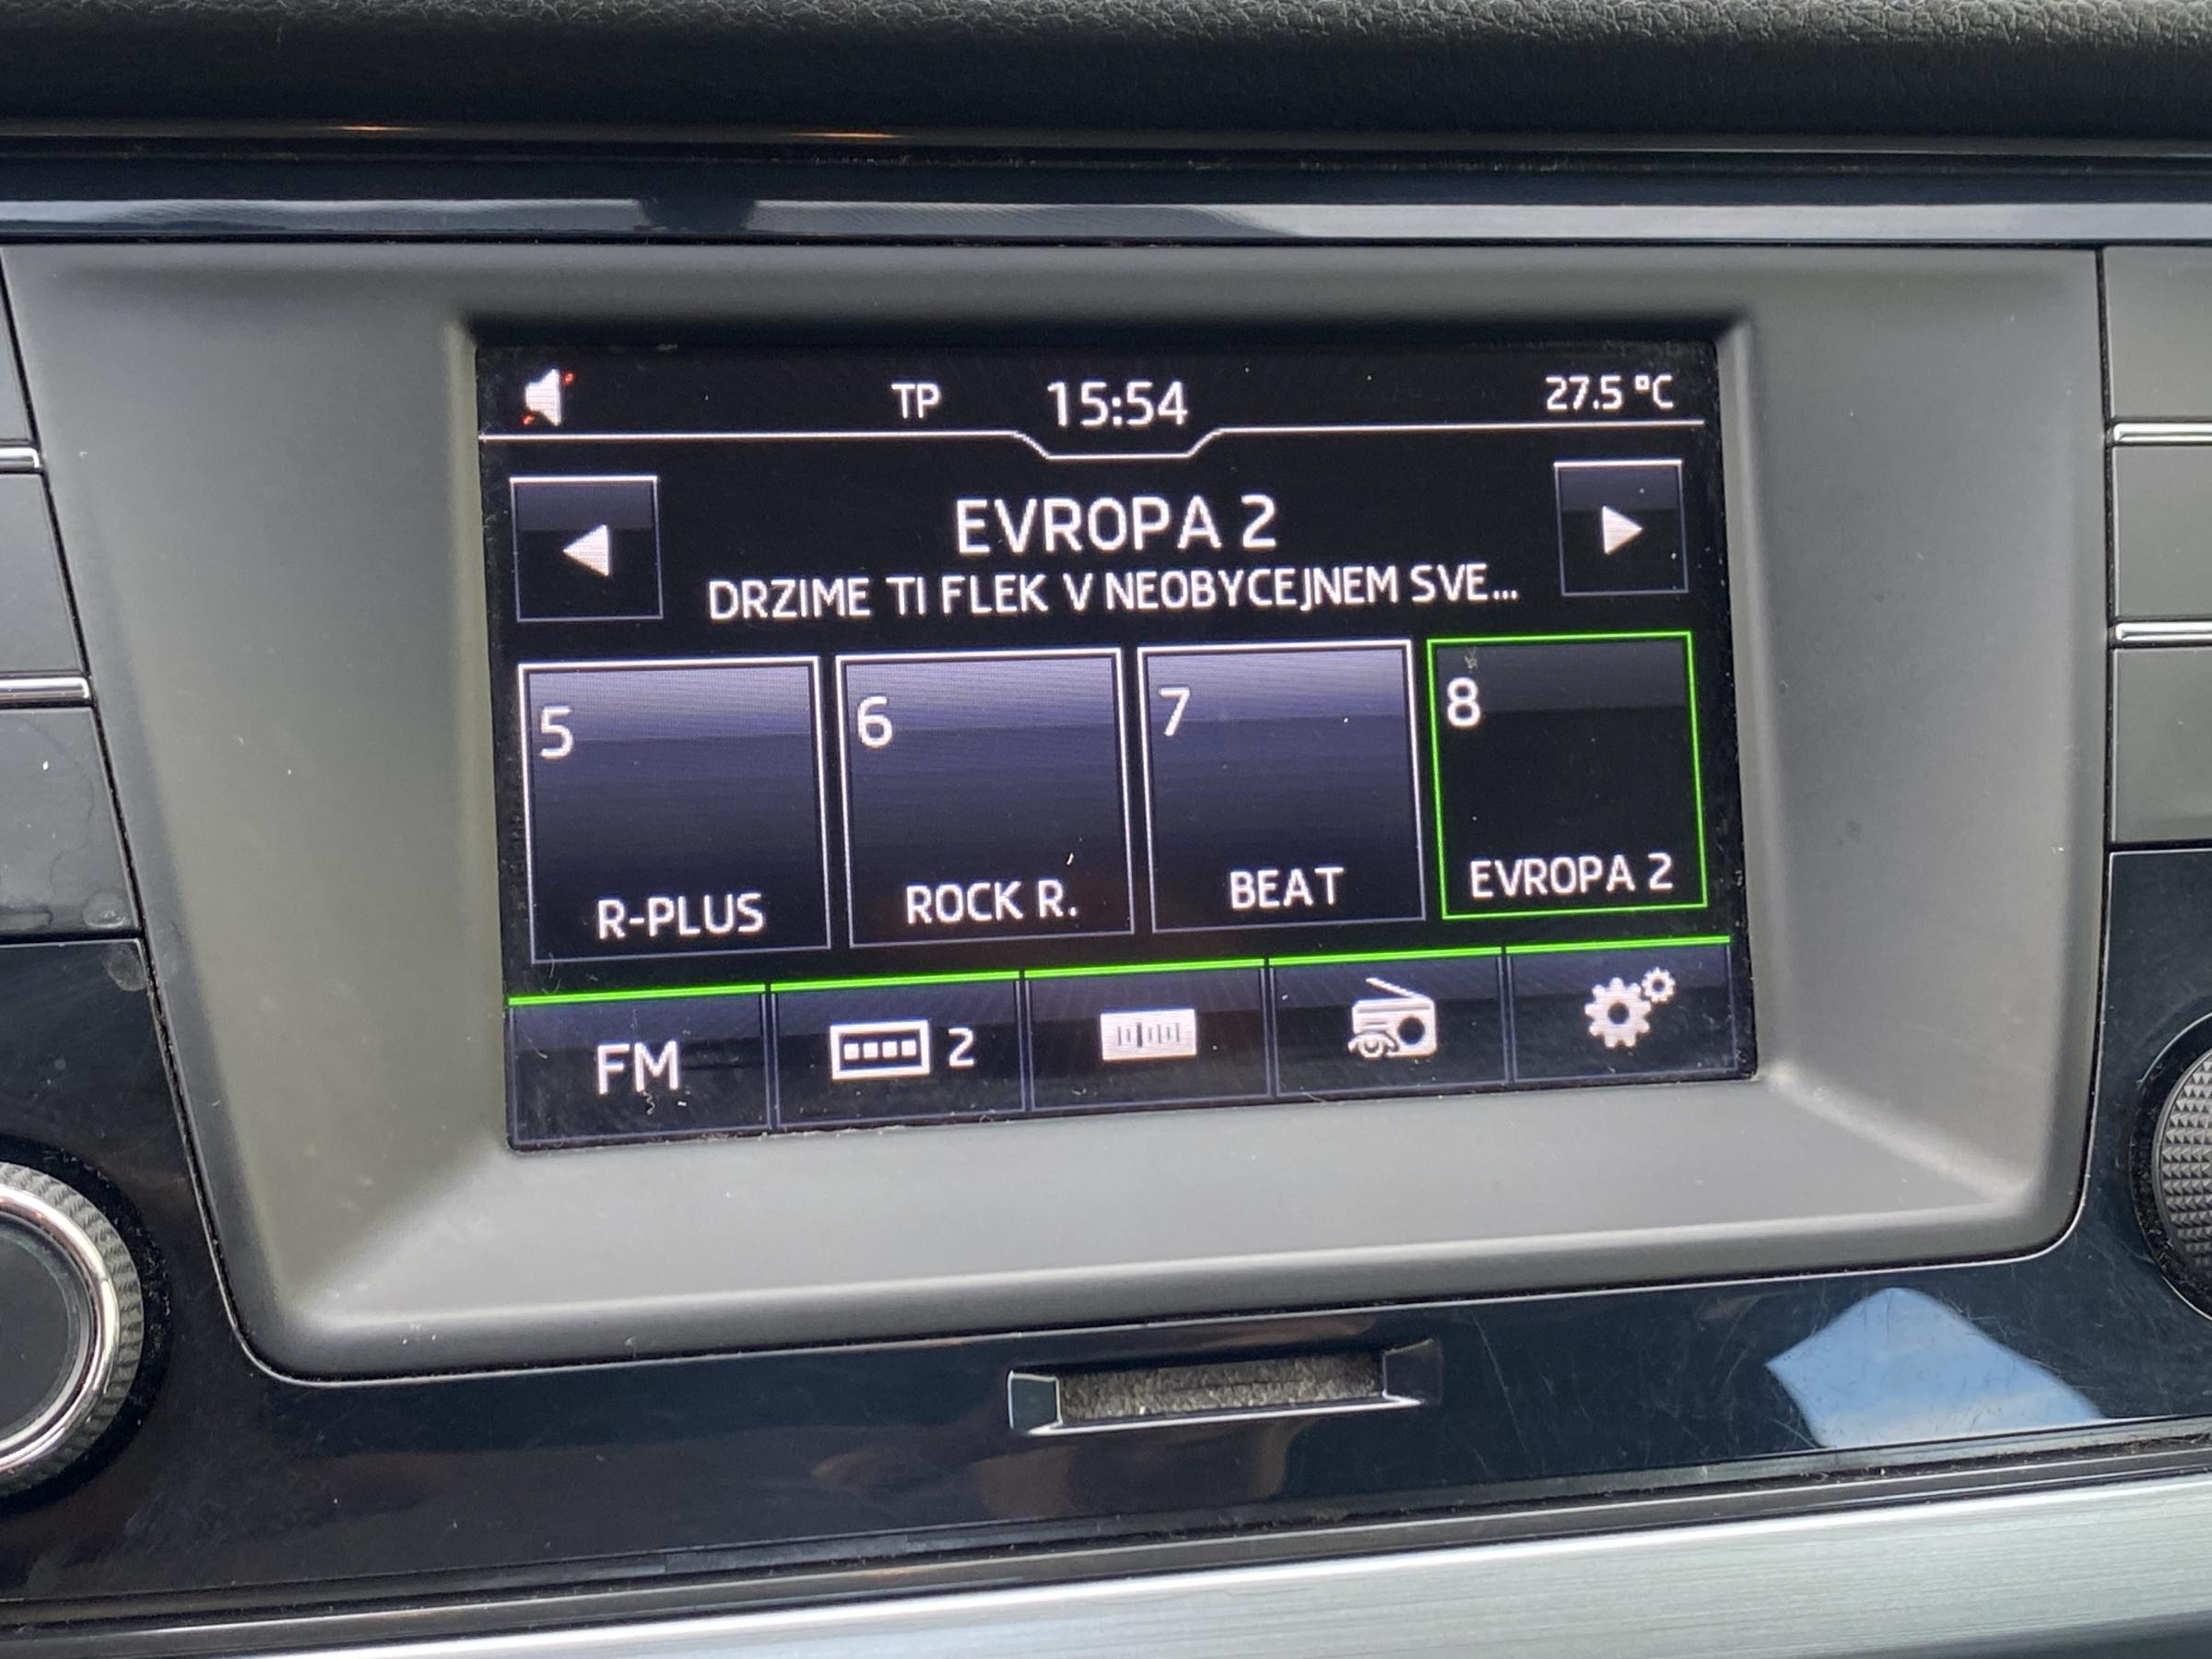 TP 15:54 27.5 °C
EVROPA 2
DRZIME TI FLEK V NEOBYCEJNEM SVE...
5 6 7 8
R-PLUS ROCK R. BEAT EVROPA 2
FM 2